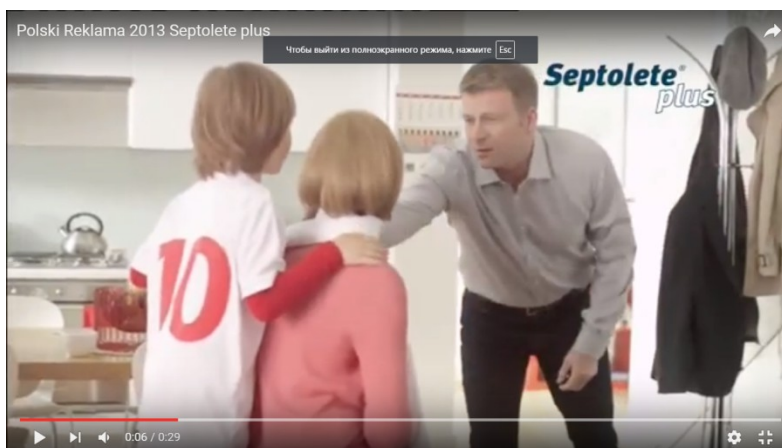 Polski Reklama 2013 Septolete plus
Чтобы выйти из полноэкранного режима, нажмите Esc
Septolete®
plus
10
0:06 / 0:29